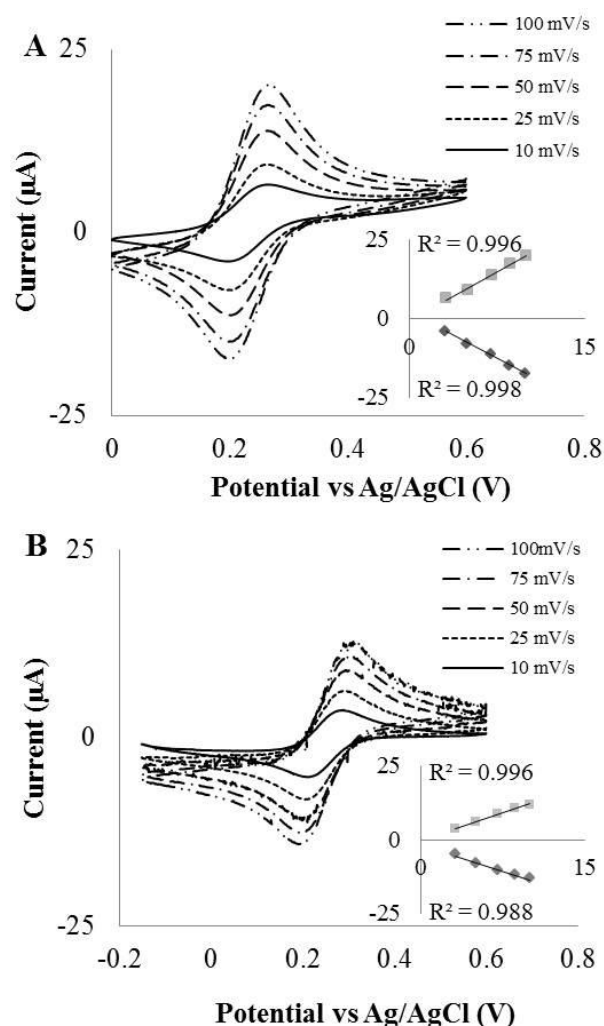 A
25
100 mV/s
75 mV/s
50 mV/s
25 mV/s
10 mV/s
Current (µA)
0
25
R² = 0.996
0
0
15
-25
R² = 0.998
-25
0
0.2
0.4
0.6
0.8
Potential vs Ag/AgCl (V)
B
25
100mV/s
75 mV/s
50 mV/s
25 mV/s
10 mV/s
Current (µA)
0
25
R² = 0.996
0
0
15
-25
R² = 0.988
-25
-0.2
0
0.2
0.4
0.6
0.8
Potential vs Ag/AgCl (V)